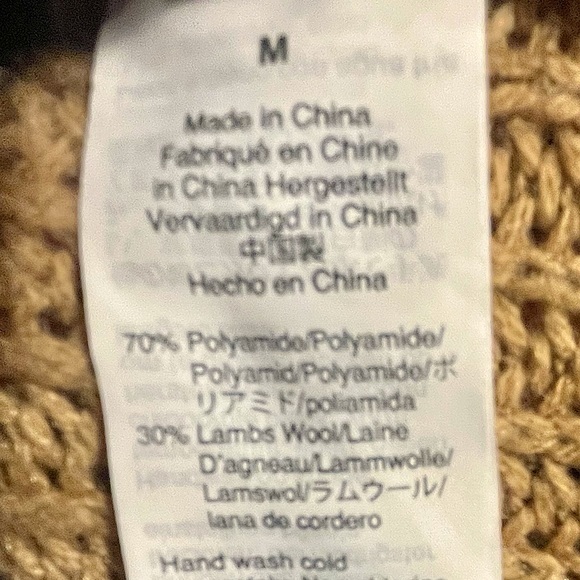 M
Made in China
Fabriqué en Chine
in China Hergestellt
Vervaardigd in China
中国製
Hecho en China
70% Polyamide/Polyamide/
Polyamid/Polyamide/ポ
リアミド/poliamida
30% Lambs Wool/Laine
D'agneau/Lammwolle/
Lamswol/ラムウール/
lana de cordero
Hand wash cold